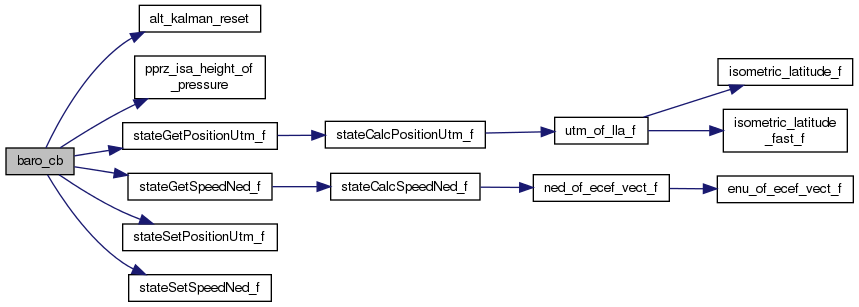 alt_kalman_reset
pprz_isa_height_of
_pressure
isometric_latitude_f
stateGetPositionUtm_f
stateCalcPositionUtm_f
utm_of_lla_f
isometric_latitude
_fast_f
baro_cb
stateGetSpeedNed_f
stateCalcSpeedNed_f
ned_of_ecef_vect_f
enu_of_ecef_vect_f
stateSetPositionUtm_f
stateSetSpeedNed_f